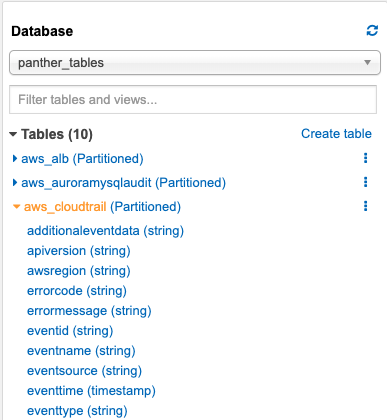 Database
panther_tables
Filter tables and views...
Tables (10) Create table
aws_alb (Partitioned)
aws_auroramysqlaudit (Partitioned)
aws_cloudtrail (Partitioned)
additionaleventdata (string)
apiversion (string)
awsregion (string)
errorcode (string)
errormessage (string)
eventid (string)
eventname (string)
eventsource (string)
eventtime (timestamp)
eventtype (string)